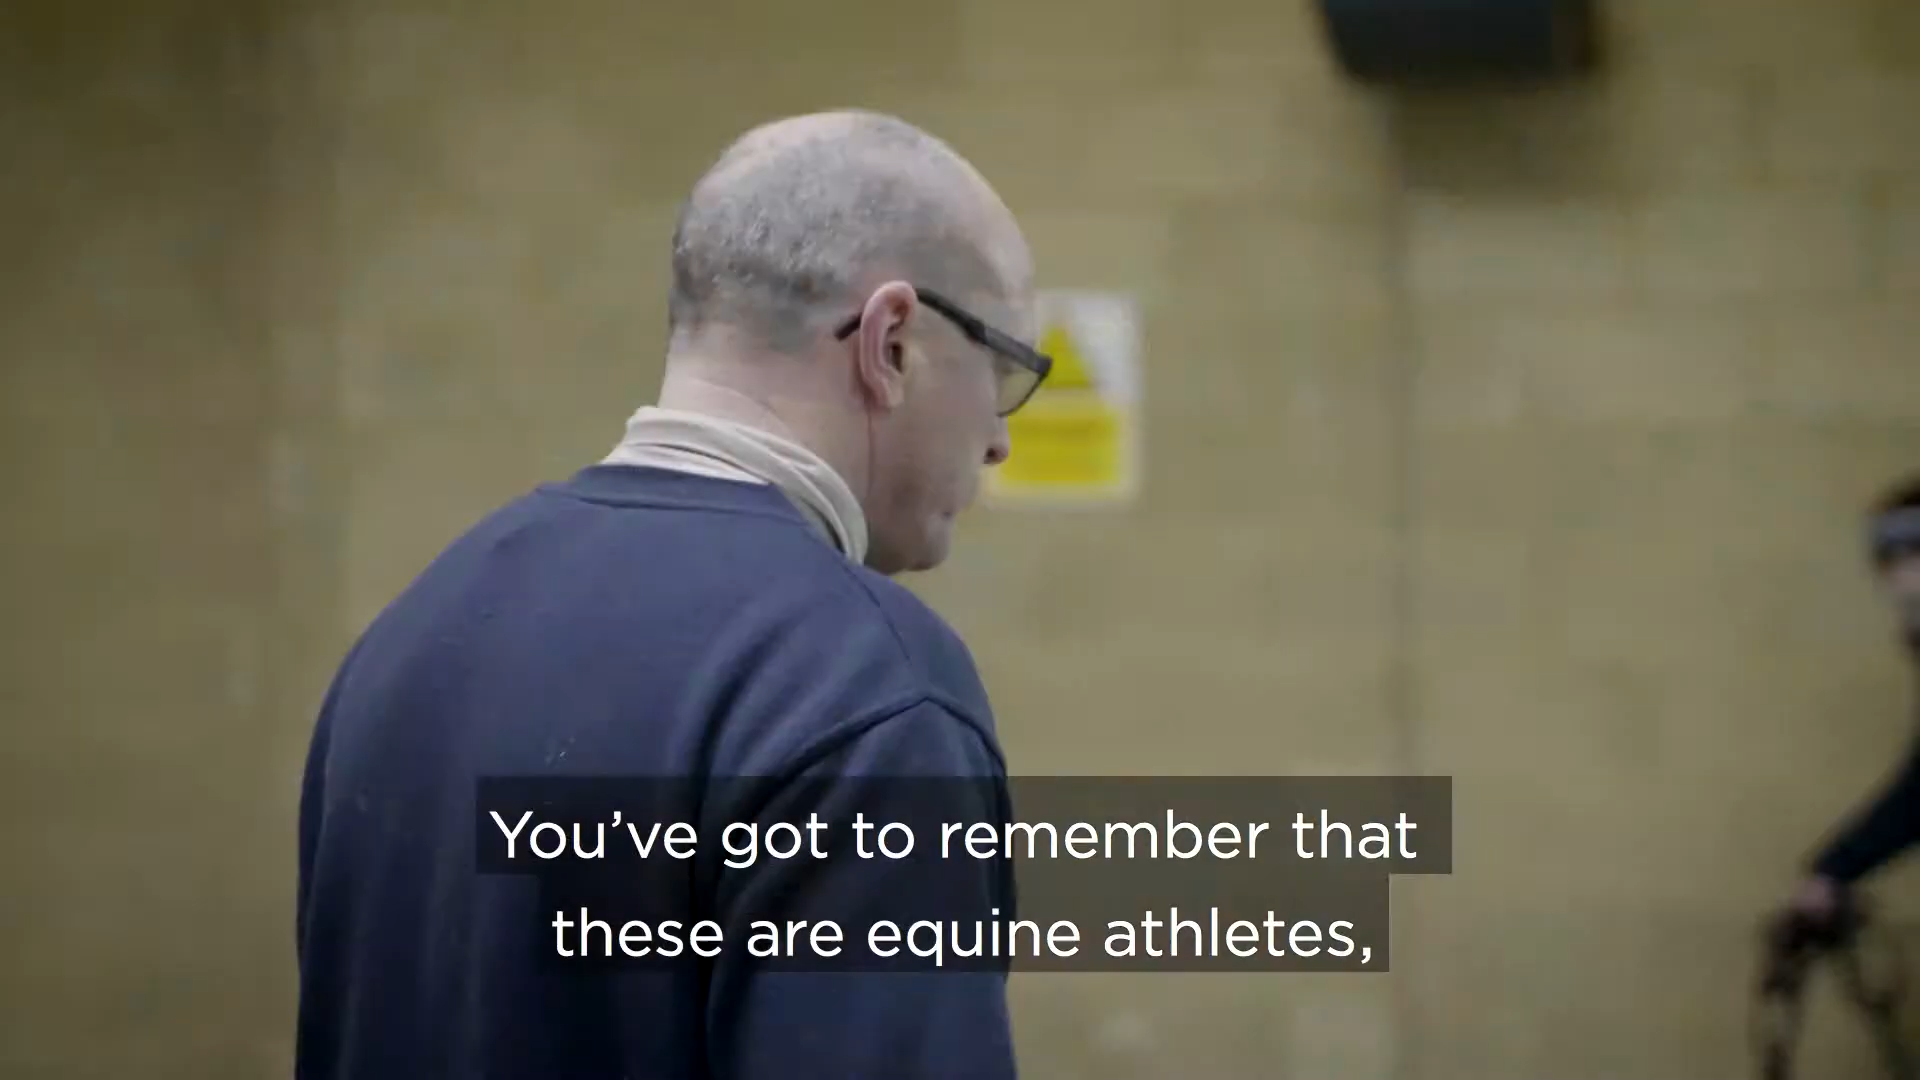 You’ve got to remember that
these are equine athletes,